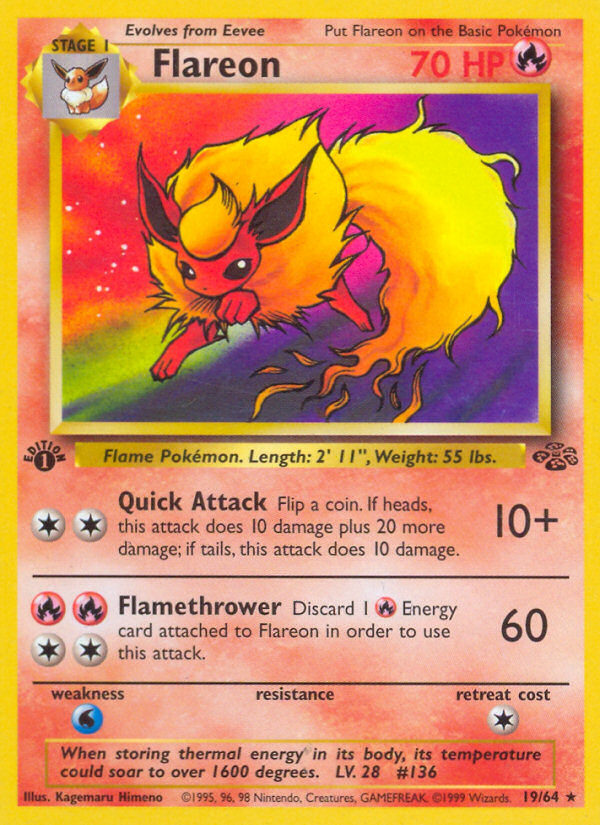 Evolves from Eevee Put Flareon on the Basic Pokémon
STAGE 1
Flareon 70 HP
EDITION
1
Flame Pokémon. Length: 2' 11", Weight: 55 lbs.
Quick Attack Flip a coin. If heads,
this attack does 10 damage plus 20 more
damage; if tails, this attack does 10 damage.
10+
Flamethrower Discard 1 Energy
card attached to Flareon in order to use
this attack.
60
weakness resistance retreat cost
When storing thermal energy in its body, its temperature
could soar to over 1600 degrees. LV. 28 #136
Illus. Kagemaru Himeno ©1995, 96, 98 Nintendo, Creatures, GAMEFREAK. ©1999 Wizards. 19/64 ★